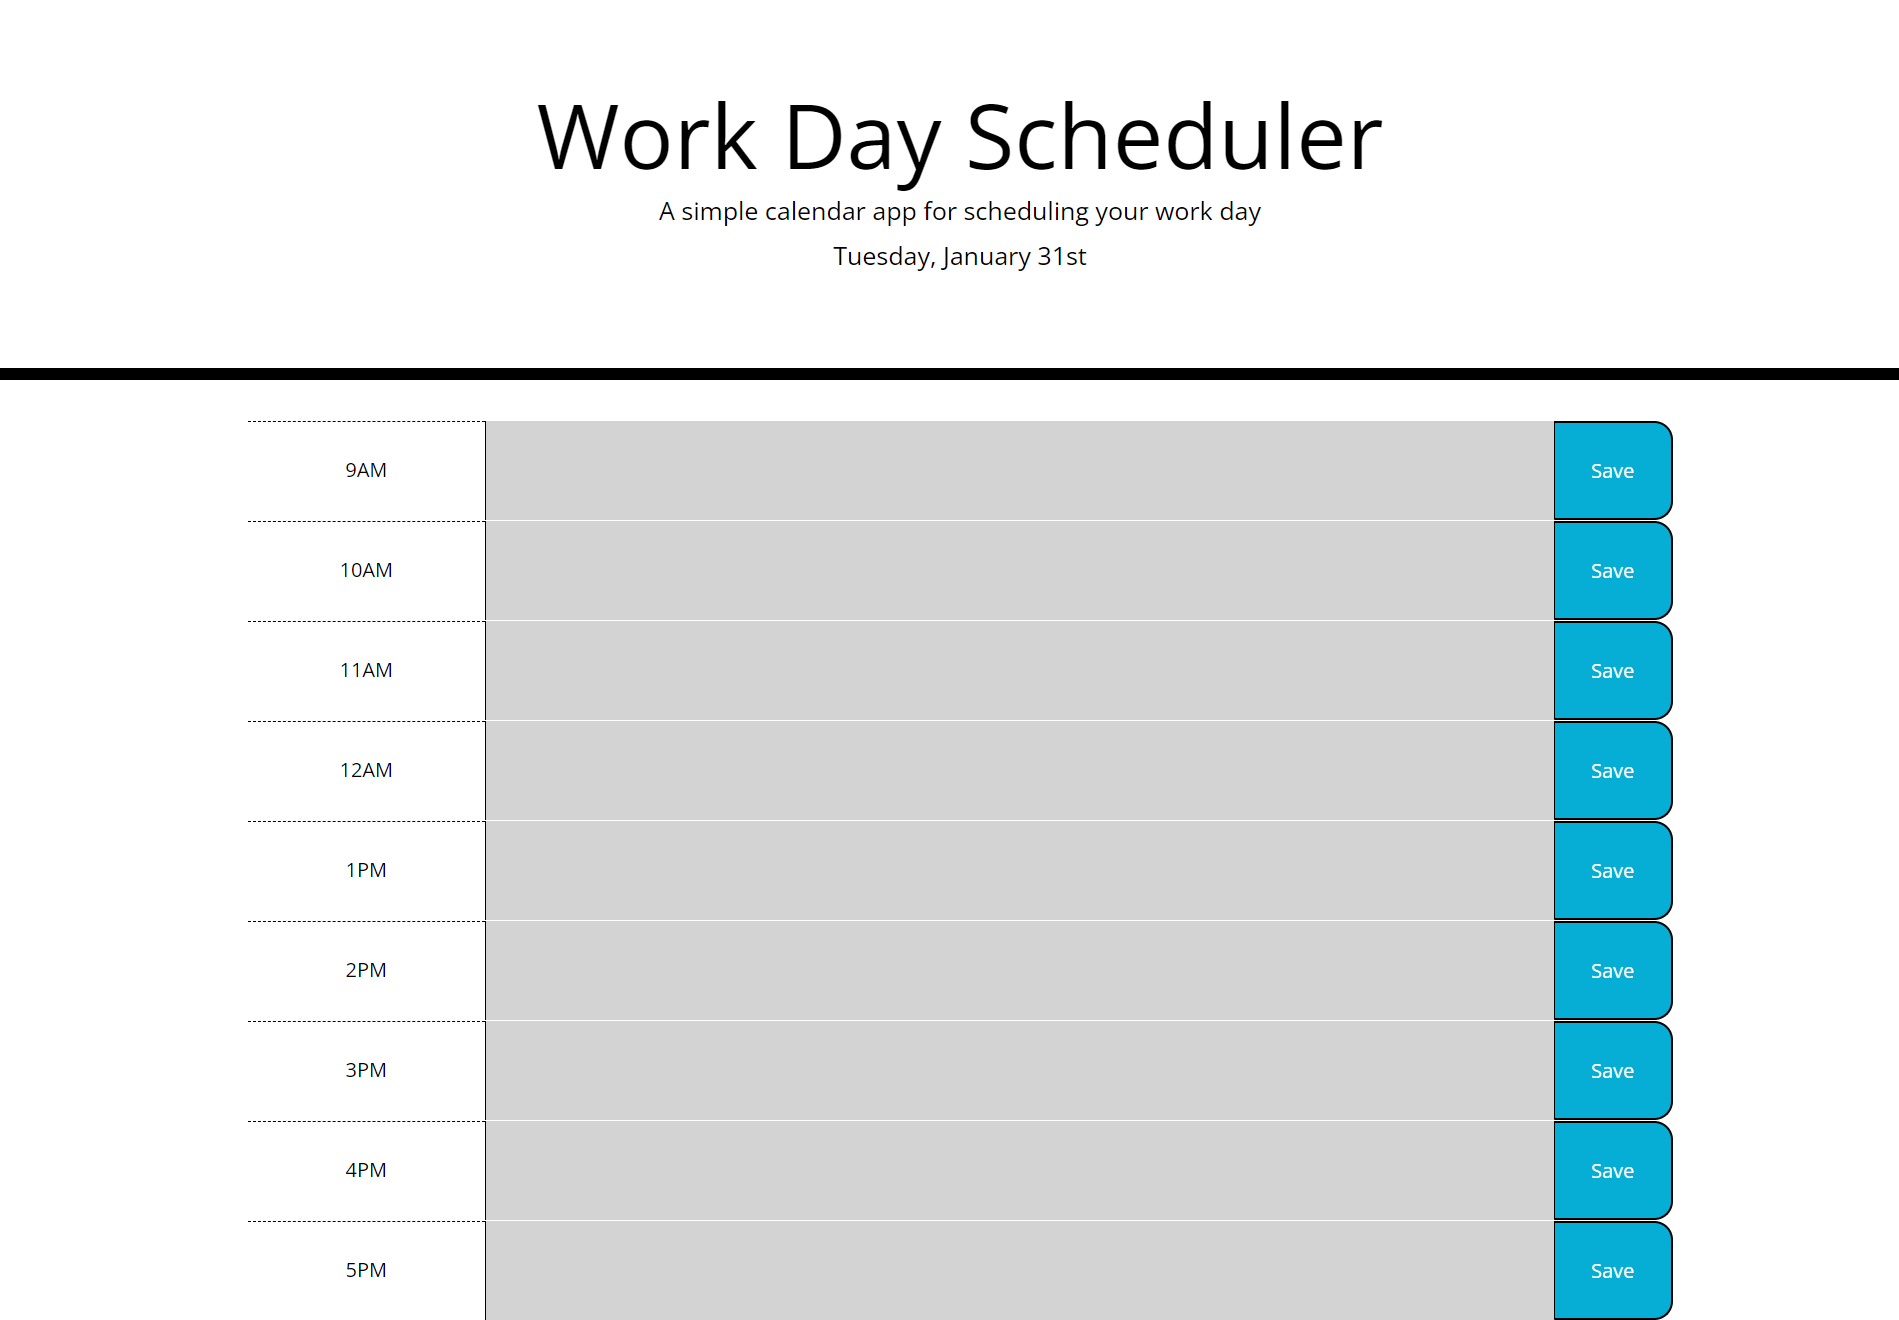 Work Day Scheduler
A simple calendar app for scheduling your work day
Tuesday, January 31st
9AM Save
10AM Save
11AM Save
12AM Save
1PM Save
2PM Save
3PM Save
4PM Save
5PM Save